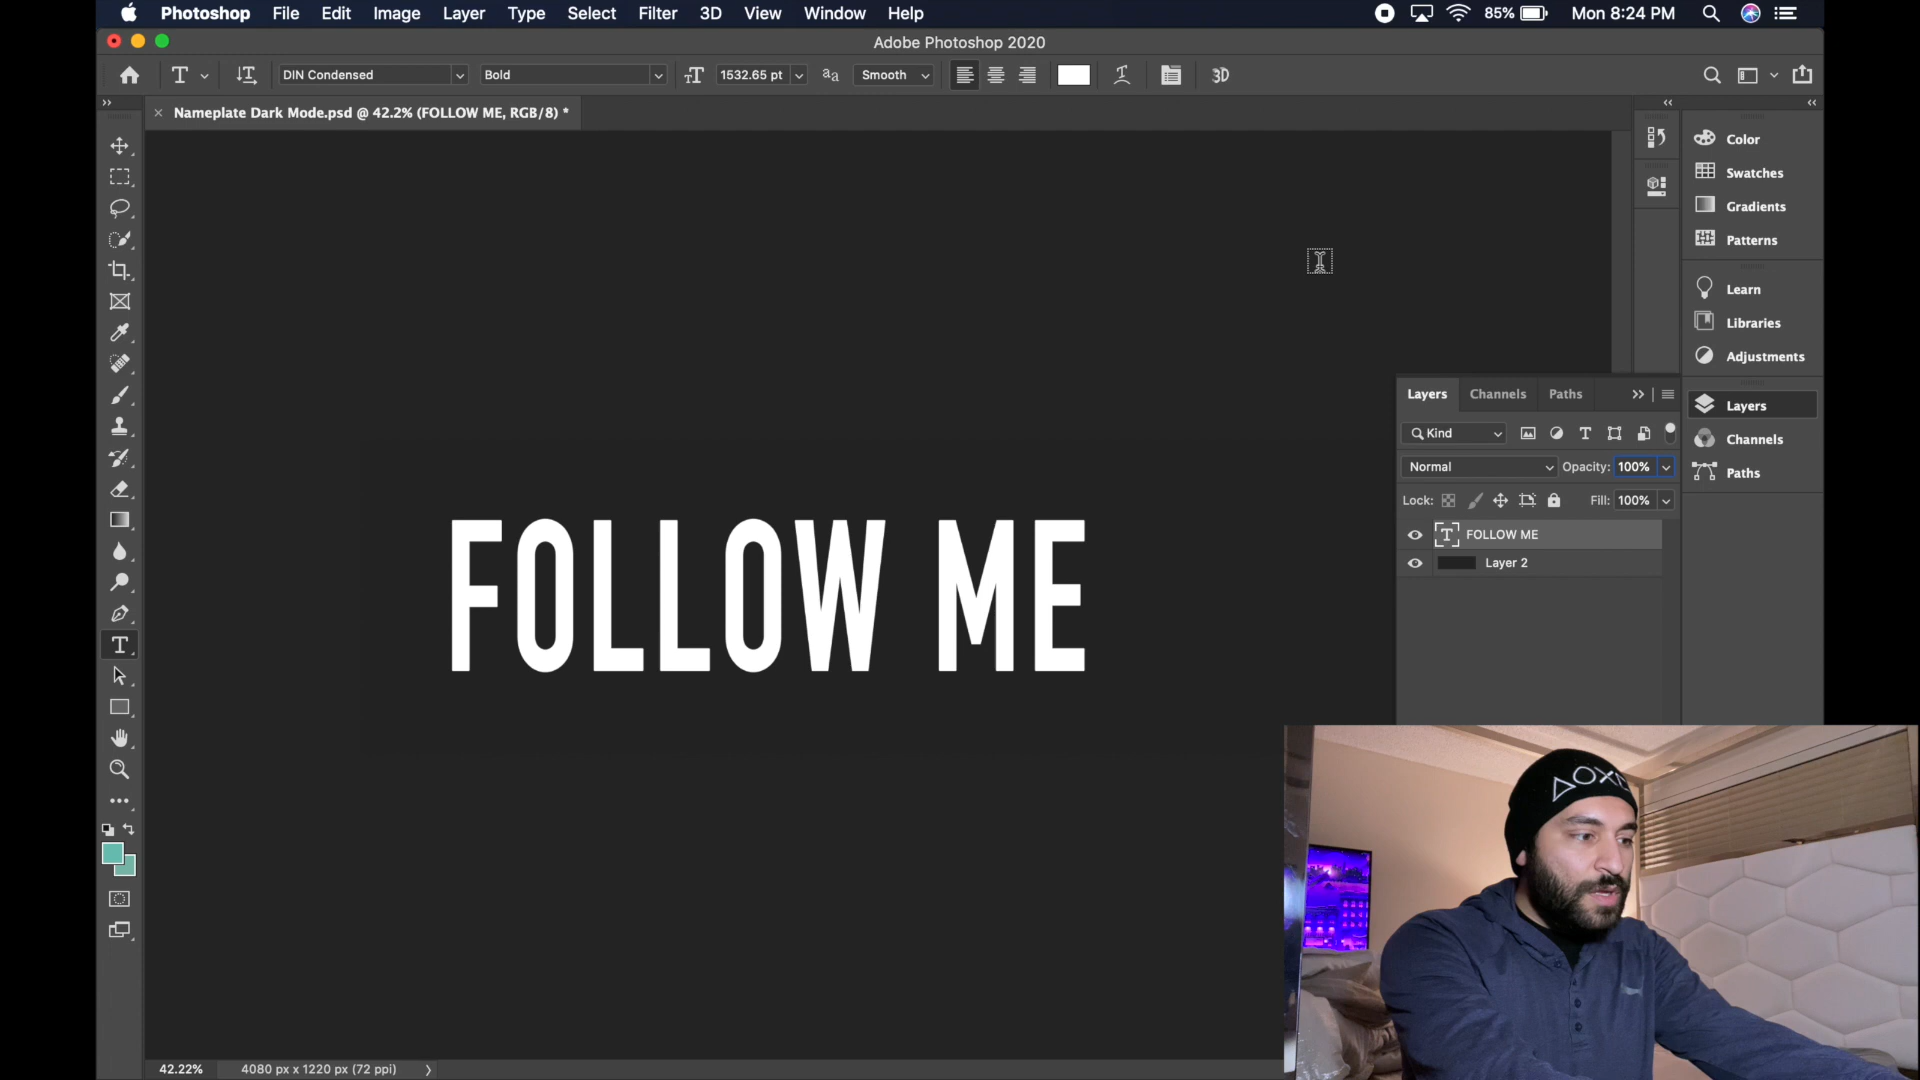 Photoshop File Edit Image Layer Type Select Filter 3D View Window Help 85% Mon 8:24 PM
Adobe Photoshop 2020
T DIN Condensed Bold 1532.65 pt aa Smooth 3D
Nameplate Dark Mode.psd @ 42.2% (FOLLOW ME, RGB/8) *
Color
Swatches
Gradients
Patterns
Learn
Libraries
Adjustments
Layers
Channels
Paths
Layers Channels Paths
Kind T
Normal Opacity: 100%
Lock: Fill: 100%
T FOLLOW ME
Layer 2
FOLLOW ME
T
42.22% 4080 px x 1220 px (72 ppi)